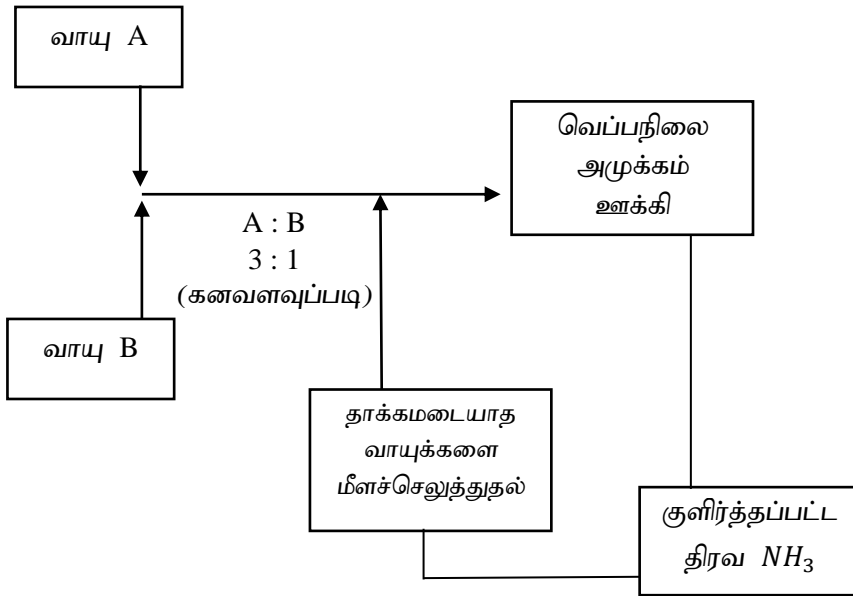 வாயு A
வெப்பநிலை
அமுக்கம்
ஊக்கி
A : B
3 : 1
(கனவளவுப்படி)
வாயு B
தாக்கமடையாத
வாயுக்களை
மீளச்செலுத்துதல்
குளிர்த்தப்பட்ட
திரவ NH₃